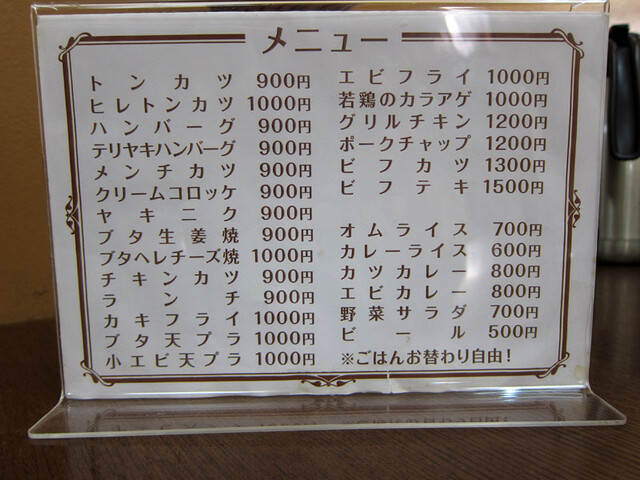 メニュー
トンカツ 900円
ヒレトンカツ 1000円
ハンバーグ 900円
テリヤキハンバーグ 900円
メンチカツ 900円
クリームコロッケ 900円
ヤキニク 900円
ブタ生姜焼 900円
ブタヘレチーズ焼 1000円
チキンカツ 900円
ランチ 900円
カキフライ 1000円
ブタ天プラ 1000円
小エビ天プラ 1000円
エビフライ 1000円
若鶏のカラアゲ 1000円
グリルチキン 1200円
ポークチャップ 1200円
ビフカツ 1300円
ビフテキ 1500円
オムライス 700円
カレーライス 600円
カツカレー 800円
エビカレー 800円
野菜サラダ 700円
ビール 500円
※ごはんお替わり自由!